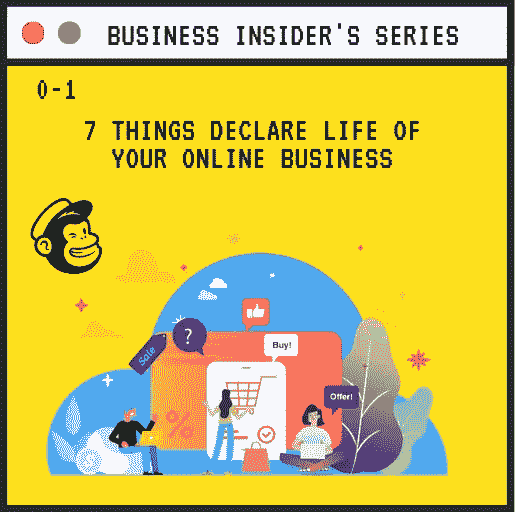 BUSINESS INSIDER'S SERIES
0-1
7 THINGS DECLARE LIFE OF
YOUR ONLINE BUSINESS
?
Sale
Buy!
Offer!
%